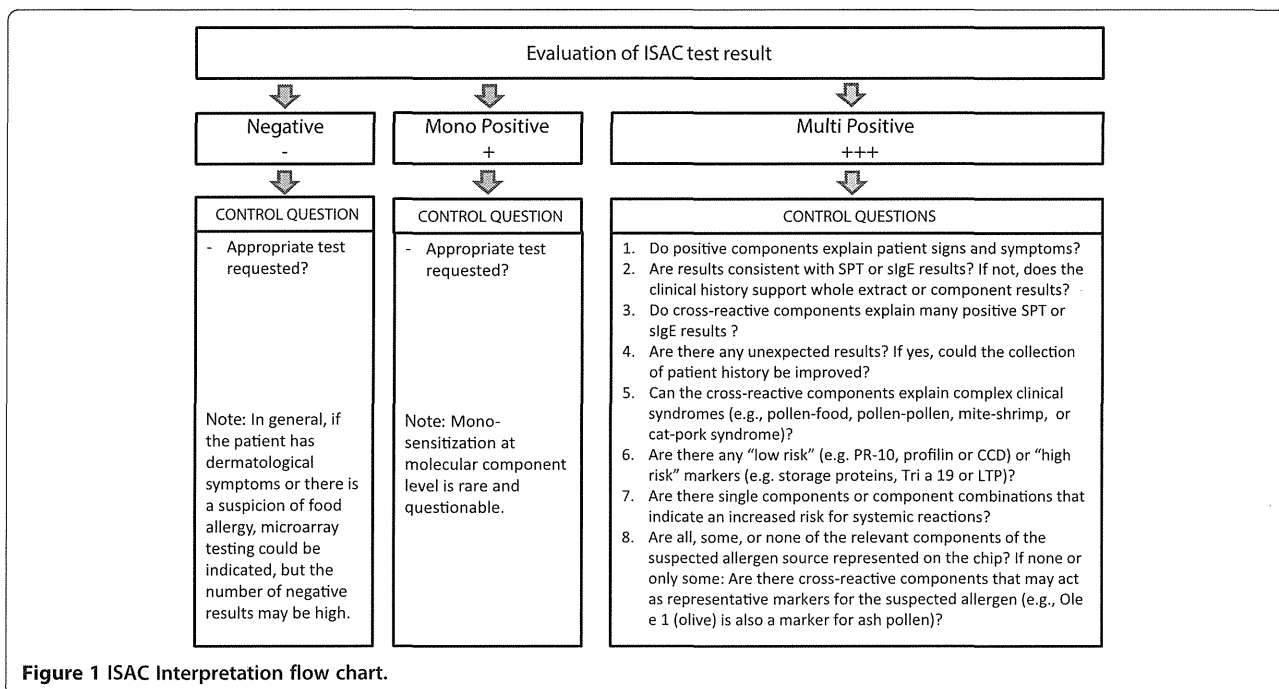 Evaluation of ISAC test result
Negative
-
Mono Positive
+
Multi Positive
+++
CONTROL QUESTION
- Appropriate test
requested?
Note: In general, if
the patient has
dermatological
symptoms or there is
a suspicion of food
allergy, microarray
testing could be
indicated, but the
number of negative
results may be high.
CONTROL QUESTION
- Appropriate test
requested?
Note: Mono-
sensitization at
molecular component
level is rare and
questionable.
CONTROL QUESTIONS
1. Do positive components explain patient signs and symptoms?
2. Are results consistent with SPT or sIgE results? If not, does the
clinical history support whole extract or component results?
3. Do cross-reactive components explain many positive SPT or
sIgE results ?
4. Are there any unexpected results? If yes, could the collection
of patient history be improved?
5. Can the cross-reactive components explain complex clinical
syndromes (e.g., pollen-food, pollen-pollen, mite-shrimp, or
cat-pork syndrome)?
6. Are there any “low risk” (e.g. PR-10, profilin or CCD) or “high
risk” markers (e.g. storage proteins, Tri a 19 or LTP)?
7. Are there single components or component combinations that
indicate an increased risk for systemic reactions?
8. Are all, some, or none of the relevant components of the
suspected allergen source represented on the chip? If none or
only some: Are there cross-reactive components that may act
as representative markers for the suspected allergen (e.g., Ole
e 1 (olive) is also a marker for ash pollen)?
Figure 1 ISAC Interpretation flow chart.